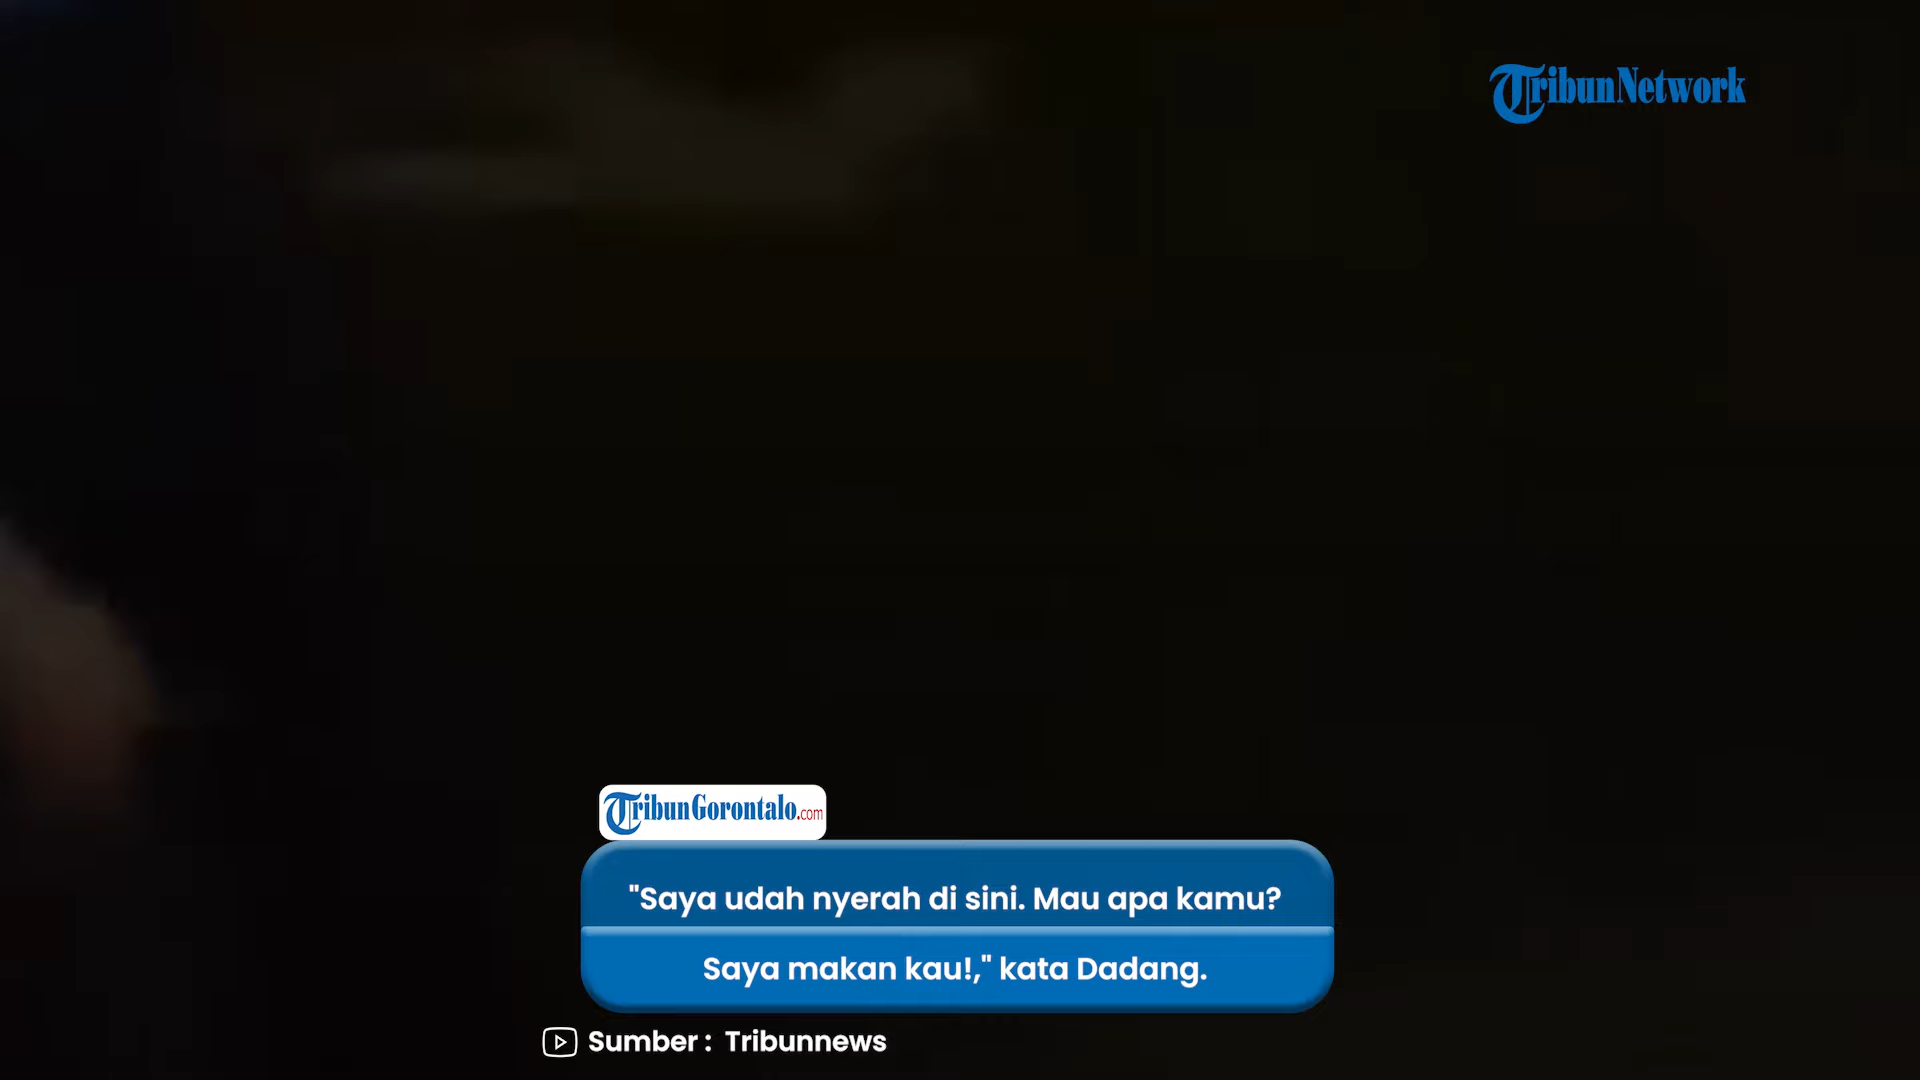 TribunNetwork
TribunGorontalo.com
"Saya udah nyerah di sini. Mau apa kamu?
Saya makan kau!," kata Dadang.
Sumber : Tribunnews